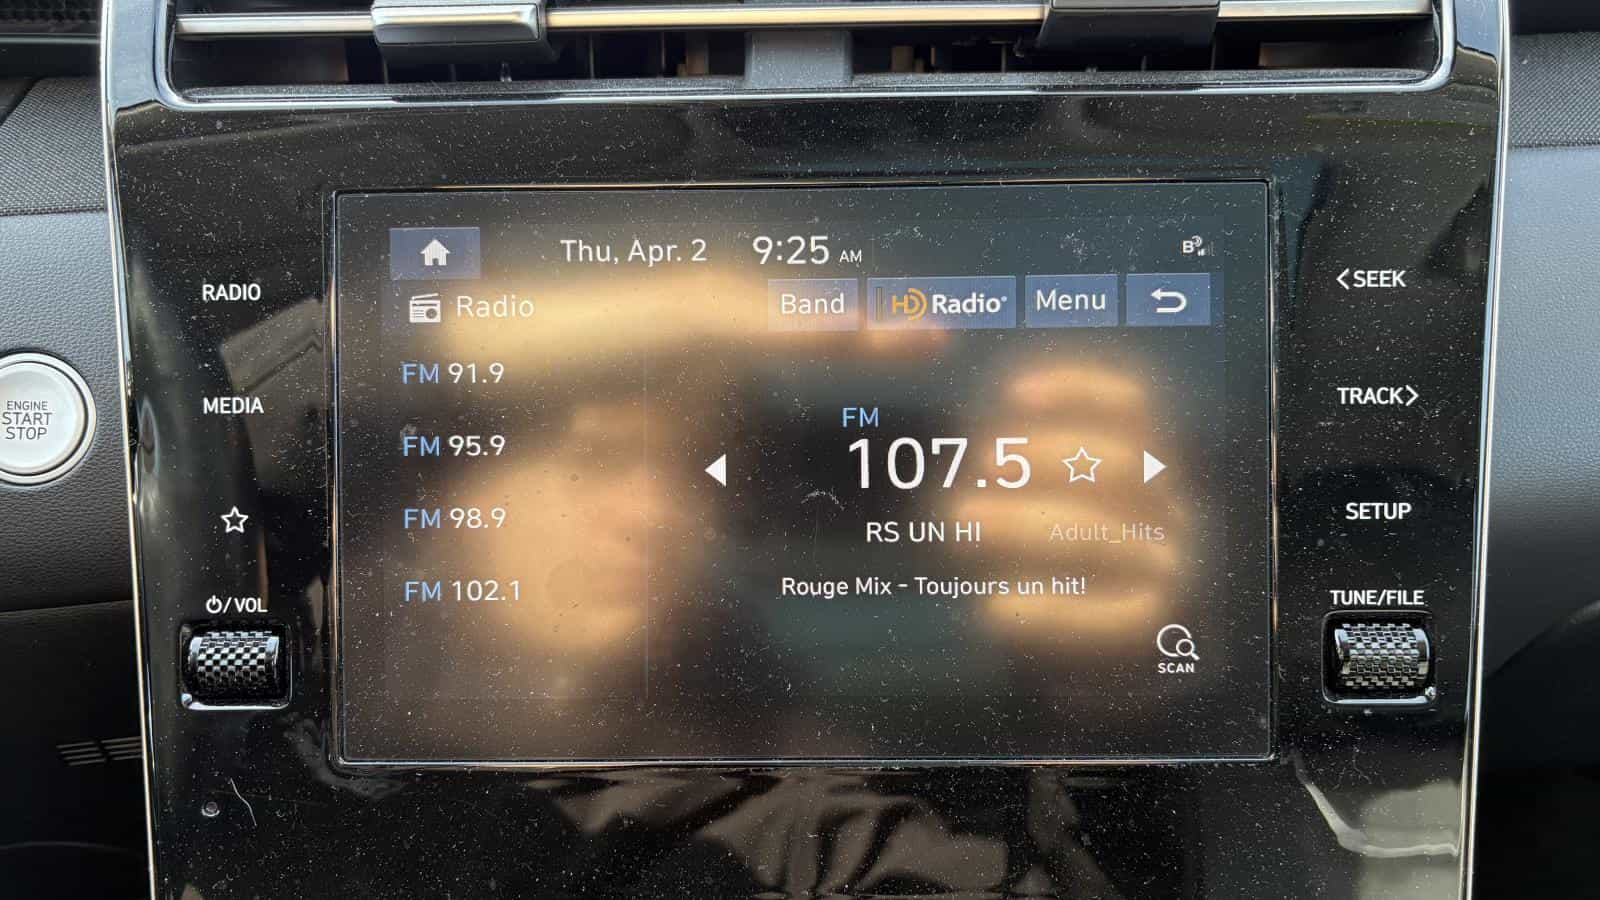 Thu, Apr. 2 9:25 AM
B
Radio
Band HD Radio Menu
FM 91.9
FM 95.9
FM 98.9
FM 102.1
FM
107.5
RS UN HI Adult_Hits
Rouge Mix - Toujours un hit!
SCAN
RADIO
MEDIA
/VOL
ENGINE
START
STOP
<SEEK
TRACK>
SETUP
TUNE/FILE